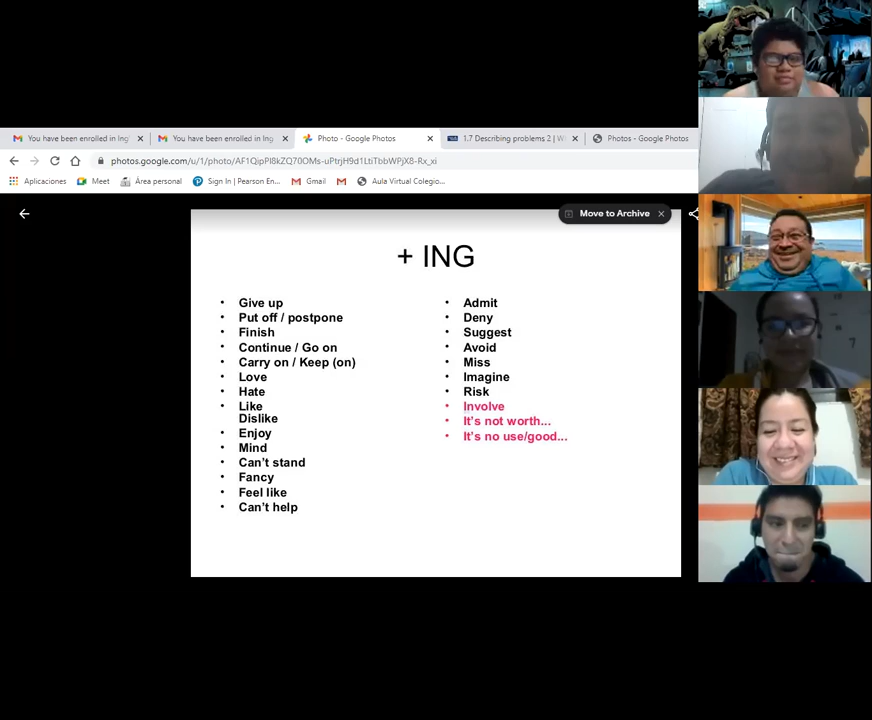 You have been enrolled in Ing
You have been enrolled in Ing
Photo - Google Photos
1.7 Describing problems 2 | W
Photos - Google Photos
photos.google.com/u/1/photo/AF1QipPl8kZQ70OMs-uPtrjH9d1LtiTbbWPjX8-Rx_xi
Aplicaciones
Meet
Área personal
Sign In | Pearson En...
Gmail
Aula Virtual Colegio...
Move to Archive
+ ING
• Give up
• Put off / postpone
• Finish
• Continue / Go on
• Carry on / Keep (on)
• Love
• Hate
• Like
Dislike
• Enjoy
• Mind
• Can't stand
• Fancy
• Feel like
• Can't help
• Admit
• Deny
• Suggest
• Avoid
• Miss
• Imagine
• Risk
• Involve
• It's not worth...
• It's no use/good...